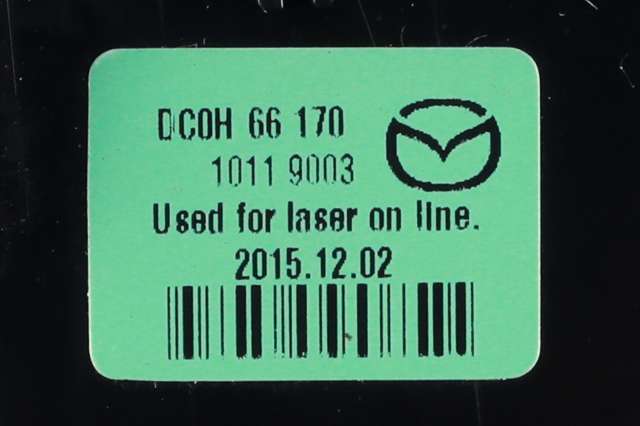 DC0H 66 170
1011 9003
Used for laser on line.
2015.12.02